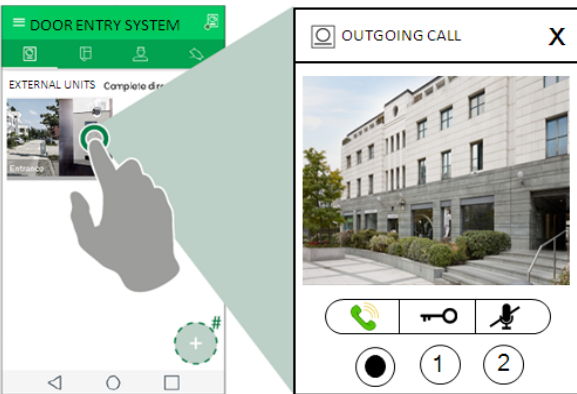 DOOR ENTRY SYSTEM
EXTERNAL UNITS
Entrance
#
+
OUTGOING CALL
X
1
2